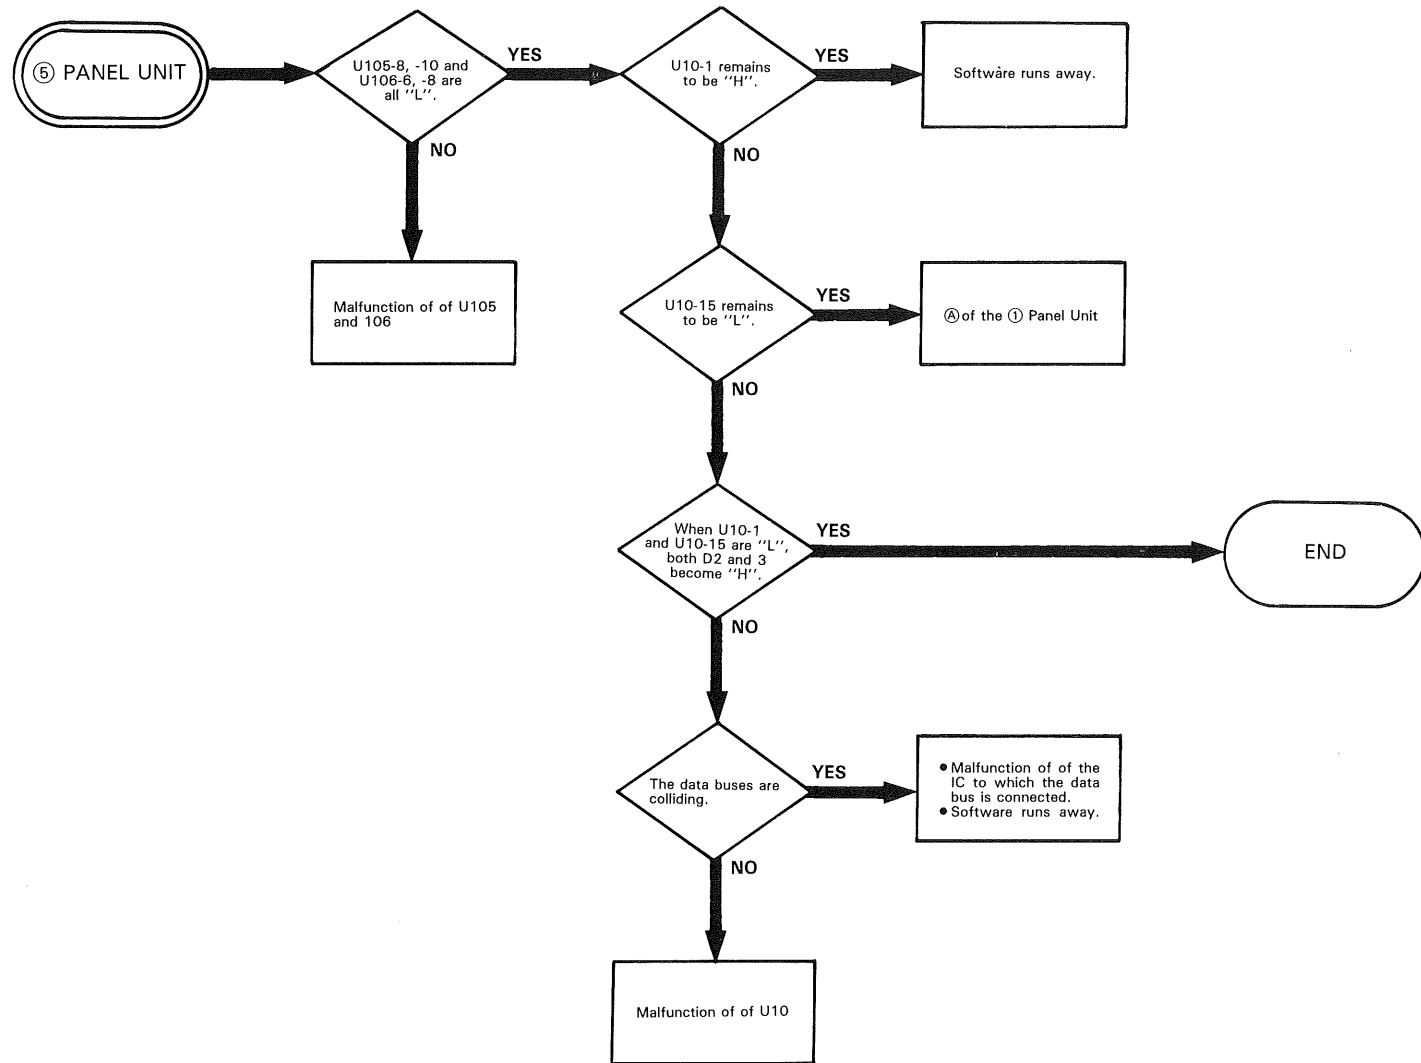 ⑤ PANEL UNIT
U105-8, -10 and
U106-6, -8 are
all ''L''.
YES
NO
U10-1 remains
to be ''H''.
YES
NO
Software runs away.
Malfunction of of U105
and 106
U10-15 remains
to be ''L''.
YES
NO
Ⓐ of the ① Panel Unit
When U10-1
and U10-15 are ''L'',
both D2 and 3
become ''H''.
YES
NO
END
The data buses are
colliding.
YES
NO
● Malfunction of of the
IC to which the data
bus is connected.
● Software runs away.
Malfunction of of U10